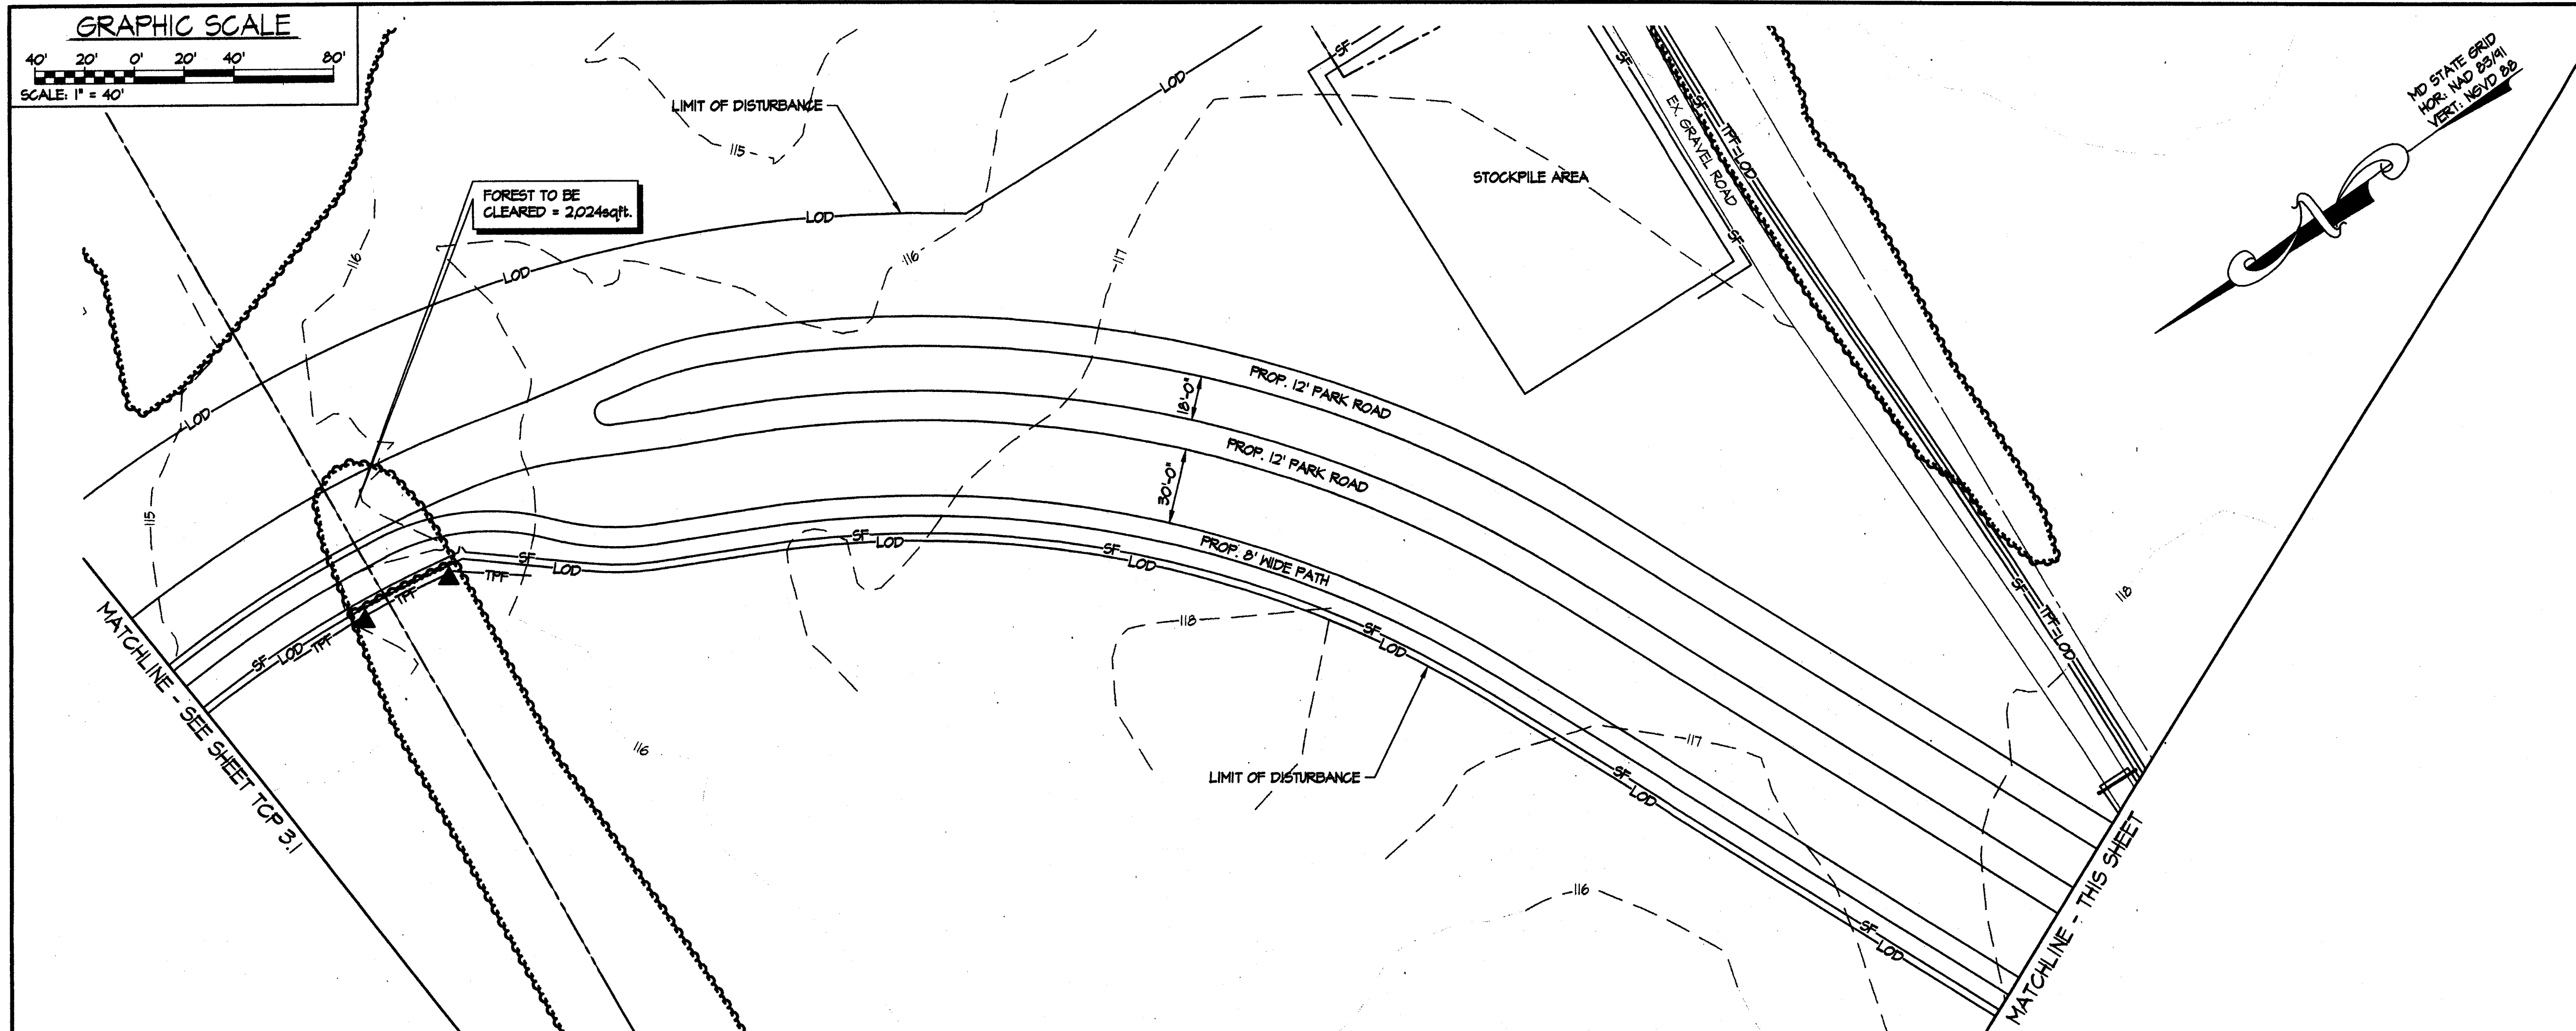 GRAPHIC SCALE
40' 20' 0' 20' 40' 80'
SCALE: 1" = 40'
LIMIT OF DISTURBANCE
115
LOD
SF
SF
EX. GRAVEL ROAD
SF
TPF-LOD
SF
STOCKPILE AREA
MD STATE GRID
HOR: NAD 83/91
VERT: NGVD 88
FOREST TO BE
CLEARED = 2,024sqft.
LOD
116
LOD
116
117
LOD
18'-0"
PROP. 12' PARK ROAD
PROP. 12' PARK ROAD
30'-0"
PROP. 8' WIDE PATH
115
SF
LOD
TPF
TPF
SF
LOD
SF
LOD
SF
LOD
TPF
118
SF
LOD
SF
TPF-LOD
118
MATCHLINE - SEE SHEET TCP 3.1
116
LIMIT OF DISTURBANCE
117
SF
LOD
116
SF
LOD
MATCHLINE - THIS SHEET